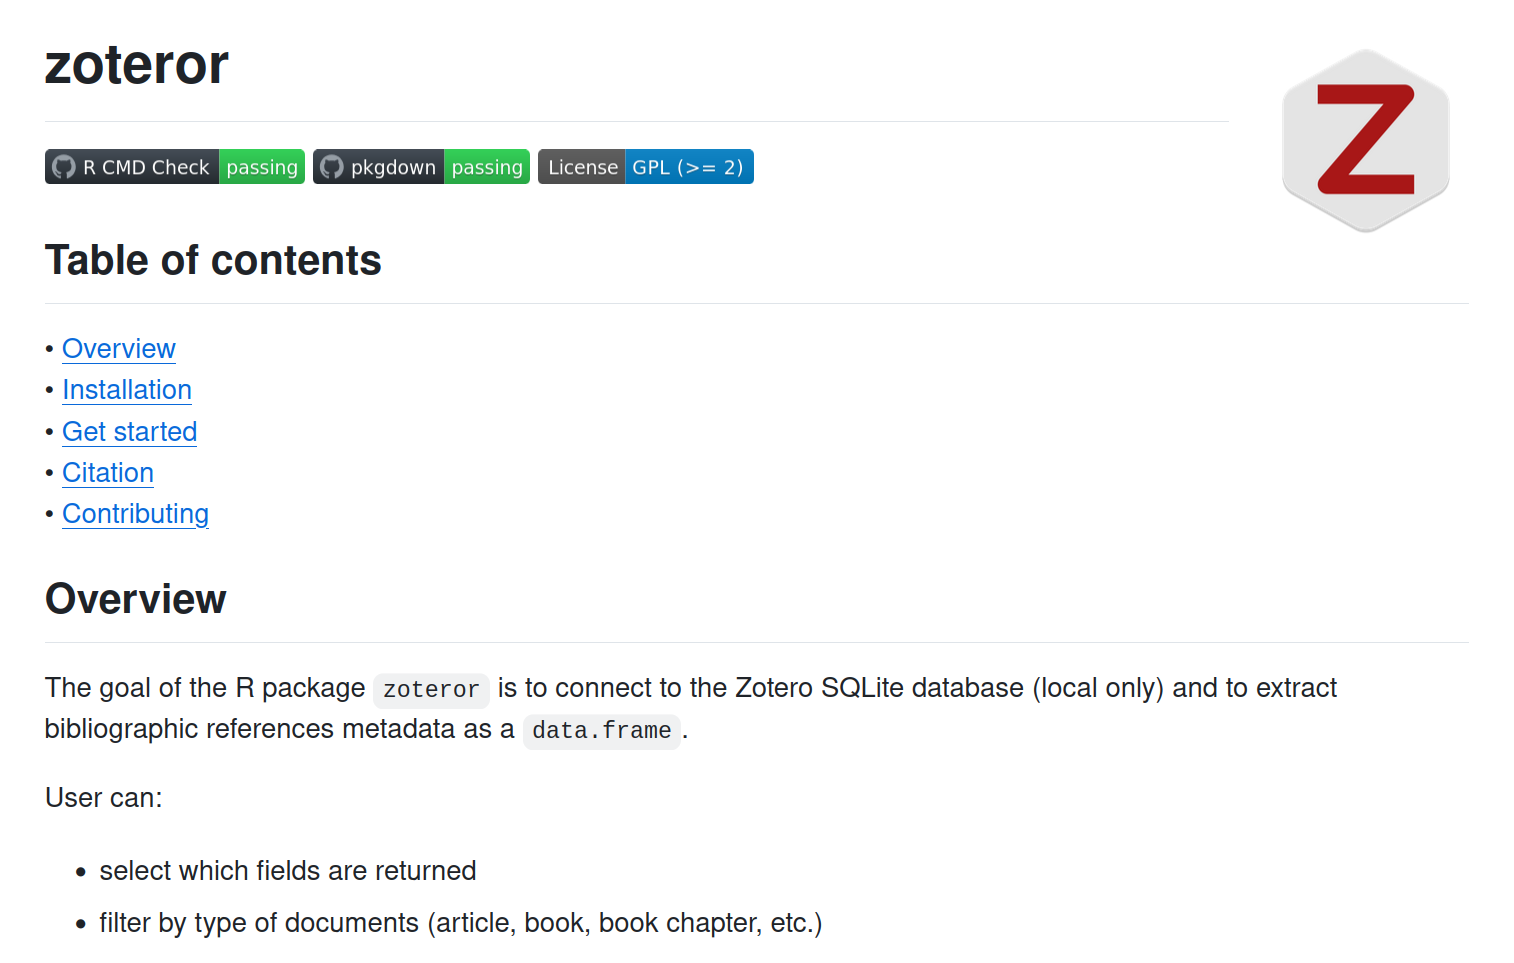 zoteror
Z
R CMD Check passing pkgdown passing License GPL (>= 2)
Table of contents
• Overview
• Installation
• Get started
• Citation
• Contributing
Overview
The goal of the R package zoteror is to connect to the Zotero SQLite database (local only) and to extract
bibliographic references metadata as a data.frame.
User can:
• select which fields are returned
• filter by type of documents (article, book, book chapter, etc.)